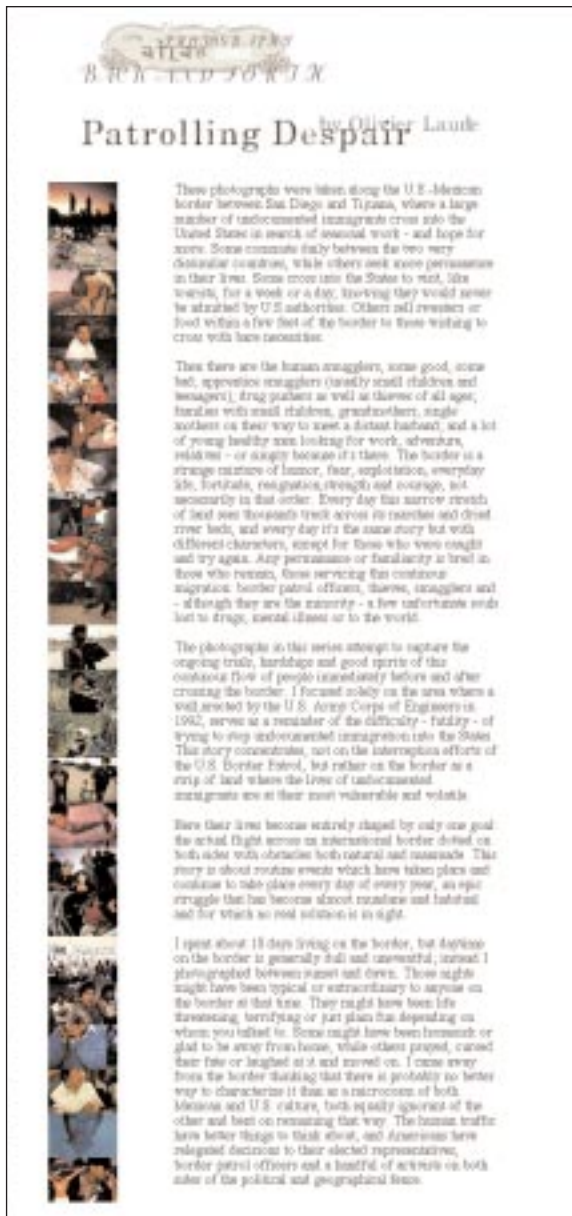 BACK AND FORTH
Patrolling Despair
by Olivier Laude
These photographs were taken along the U.S.-Mexican
border between San Diego and Tijuana, where a large
number of undocumented immigrants cross into the
United States in search of seasonal work - and hope for
more. Some commute daily between the two very
dissimilar countries, while others seek more permanence
in their lives. Some cross into the States to visit, like
tourists, for a week or a day, knowing they would never
be admitted by U.S authorities. Others sell sweaters or
food within a few feet of the border to those wishing to
cross with bare necessities.
Then there are the human smugglers, some good, some
bad, apprentice smugglers (usually small children and
teenagers), drug pushers as well as thieves of all ages;
families with small children, grandmothers, single
mothers on their way to meet a distant husband; and a lot
of young healthy men looking for work, adventure,
relatives - or simply because it's there. The border is a
strange mixture of humor, fear, exploitation, everyday
life, fortitude, resignation, strength and courage, not
necessarily in that order. Every day this narrow stretch
of land sees thousands track across its marshes and dried
river beds, and every day it's the same story but with
different characters, except for those who were caught
and try again. Any permanence or familiarity is bred in
those who remain, those servicing this continous
migration: border patrol officers, thieves, smugglers and
- although they are the minority - a few unfortunate souls
lost to drugs, mental illness or to the world.
The photographs in this series attempt to capture the
ongoing trials, hardships and good spirits of this
continous flow of people immediately before and after
crossing the border. I focused solely on the area where a
wall,erected by the U.S. Army Corps of Engineers in
1992, serves as a reminder of the difficulty - futility - of
trying to stop undocumented immigration into the States.
This story concentrates, not on the interception efforts of
the U.S. Border Patrol, but rather on the border as a
strip of land where the lives of undocumented
immigrants are at their most vulnerable and volatile.
Here their lives become entirely shaped by only one goal:
the actual flight across an international border dotted on
both sides with obstacles both natural and manmade. This
story is about routine events which have taken place and
continue to take place every day of every year, an epic
struggle that has become almost mundane and habitual
and for which no real solution is in sight.
I spent about 15 days living on the border, but daytime
on the border is generally dull and uneventful; instead I
photographed between sunset and dawn. Those nights
might have been typical or extraordinary to anyone on
the border at that time. They might have been life
threatening, terrifying or just plain fun depending on
whom you talked to. Some might have been homesick or
glad to be away from home, while others prayed, cursed
their fate or laughed at it and moved on. I came away
from the border thinking that there is probably no better
way to characterize it than as a microcosm of both
Mexican and U.S. culture, both equally ignorant of the
other and bent on remaining that way. The human traffic
have better things to think about, and Americans have
relegated decisions to their elected representatives,
border patrol officers and a handful of activists on both
sides of the political and geographical fence.